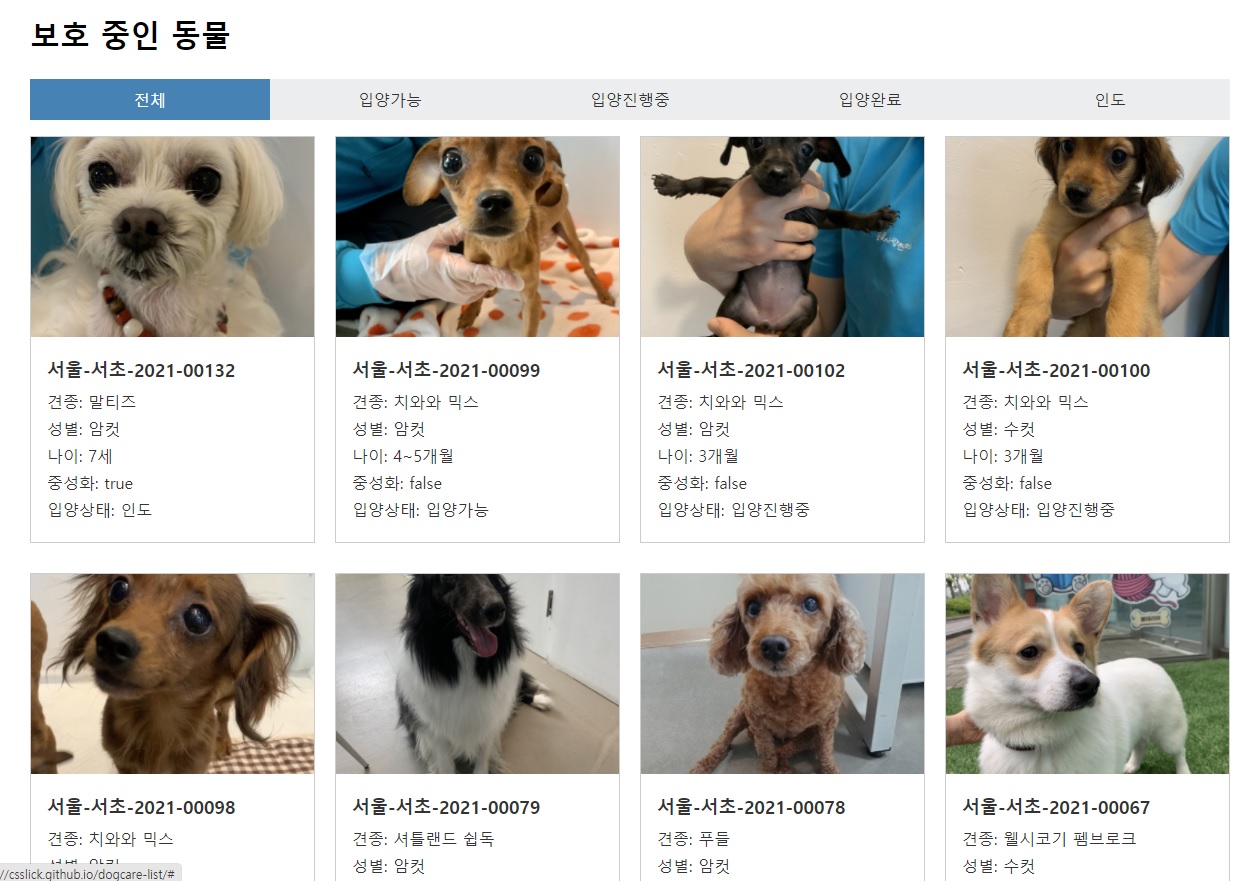 보호 중인 동물
전체
입양가능
입양진행중
입양완료
인도
서울-서초-2021-00132
견종: 말티즈
성별: 암컷
나이: 7세
중성화: true
입양상태: 인도
서울-서초-2021-00099
견종: 치와와 믹스
성별: 암컷
나이: 4~5개월
중성화: false
입양상태: 입양가능
서울-서초-2021-00102
견종: 치와와 믹스
성별: 암컷
나이: 3개월
중성화: false
입양상태: 입양진행중
서울-서초-2021-00100
견종: 치와와 믹스
성별: 수컷
나이: 3개월
중성화: false
입양상태: 입양진행중
서울-서초-2021-00098
견종: 치와와 믹스
성별: 암컷
서울-서초-2021-00079
견종: 셔틀랜드 쉽독
성별: 암컷
서울-서초-2021-00078
견종: 푸들
성별: 암컷
서울-서초-2021-00067
견종: 웰시코기 펨브로크
성별: 수컷
//csslick.github.io/dogcare-list/#